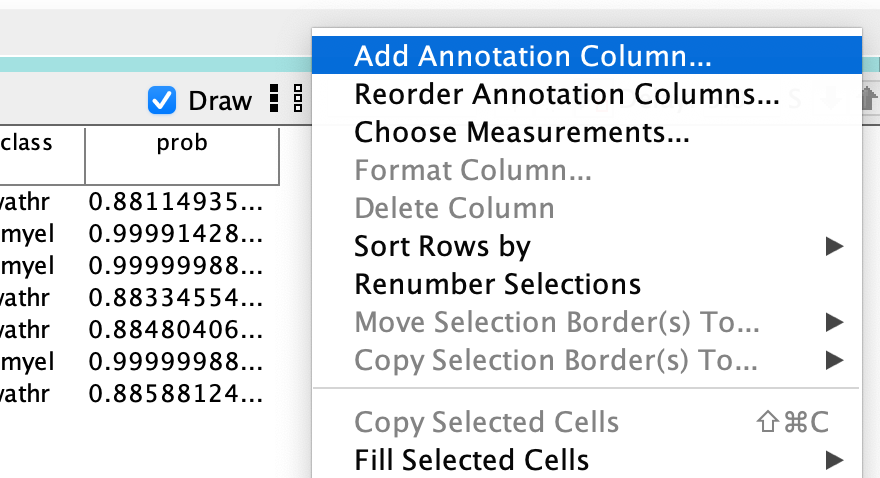 Add Annotation Column...
Reorder Annotation Columns...
Choose Measurements...
Format Column...
Delete Column
Sort Rows by
Renumber Selections
Move Selection Border(s) To...
Copy Selection Border(s) To...
Copy Selected Cells ⇧⌘C
Fill Selected Cells
Draw
class prob
vathr 0.88114935...
myel 0.99991428...
myel 0.99999988...
vathr 0.88334554...
vathr 0.88480406...
myel 0.99999988...
vathr 0.88588124...